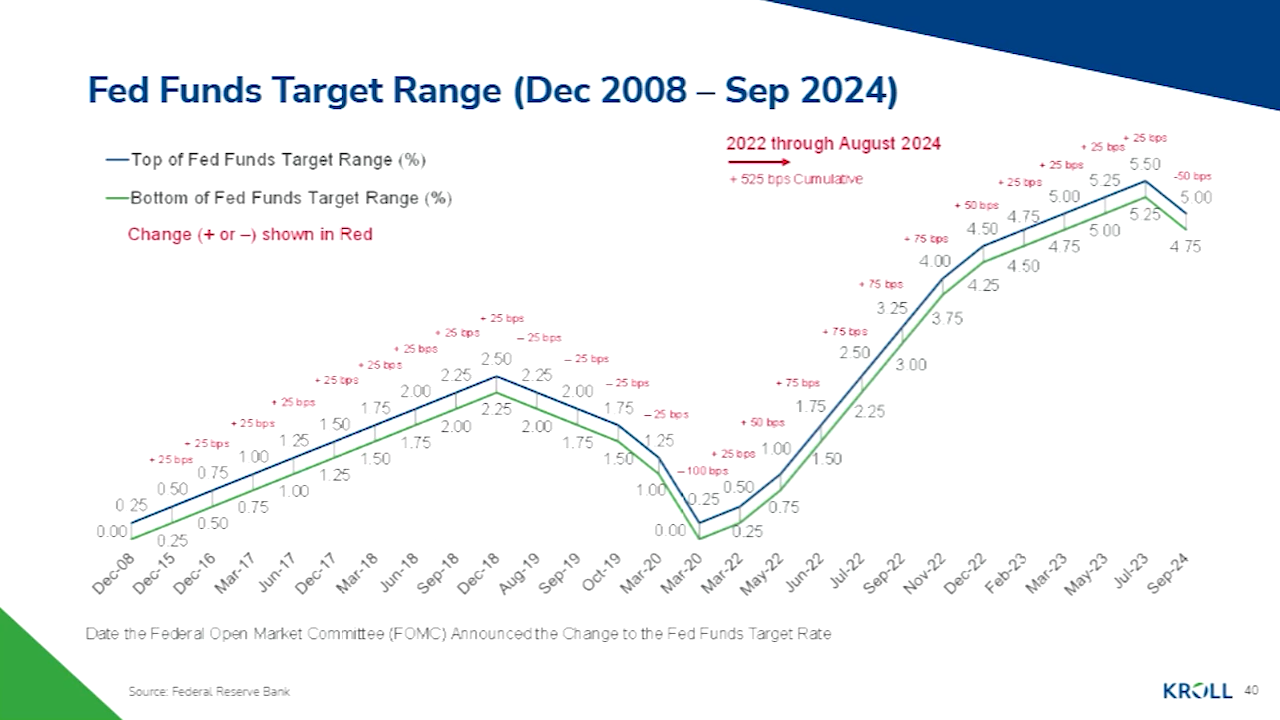 Fed Funds Target Range (Dec 2008 – Sep 2024)
Top of Fed Funds Target Range (%)
Bottom of Fed Funds Target Range (%)
Change (+ or –) shown in Red
2022 through August 2024
+ 525 bps Cumulative
+ 25 bps
+ 25 bps
+ 25 bps
+ 25 bps
+ 25 bps
+ 25 bps
+ 25 bps
+ 25 bps
+ 25 bps
– 25 bps
– 25 bps
– 25 bps
– 25 bps
– 100 bps
+ 25 bps
+ 50 bps
+ 75 bps
+ 75 bps
+ 75 bps
+ 75 bps
+ 50 bps
+ 25 bps
+ 25 bps
+ 25 bps
+ 25 bps
-50 bps
0.25 0.50 0.75 1.00 1.25 1.50 1.75 2.00 2.25 2.50 2.25 2.00 1.75 1.25 0.25 0.50 1.00 1.75 2.50 3.25 4.00 4.50 4.75 5.00 5.25 5.50 5.00
0.00 0.25 0.50 0.75 1.00 1.25 1.50 1.75 2.00 2.25 2.00 1.75 1.50 1.00 0.00 0.25 0.75 1.50 2.25 3.00 3.75 4.25 4.50 4.75 5.00 5.25 4.75
Dec-08 Dec-15 Dec-16 Mar-17 Jun-17 Dec-17 Mar-18 Jun-18 Sep-18 Dec-18 Aug-19 Sep-19 Oct-19 Mar-20 Mar-20 Mar-22 May-22 Jun-22 Jul-22 Sep-22 Nov-22 Dec-22 Feb-23 Mar-23 May-23 Jul-23 Sep-24
Date the Federal Open Market Committee (FOMC) Announced the Change to the Fed Funds Target Rate
Source: Federal Reserve Bank
KROLL
40